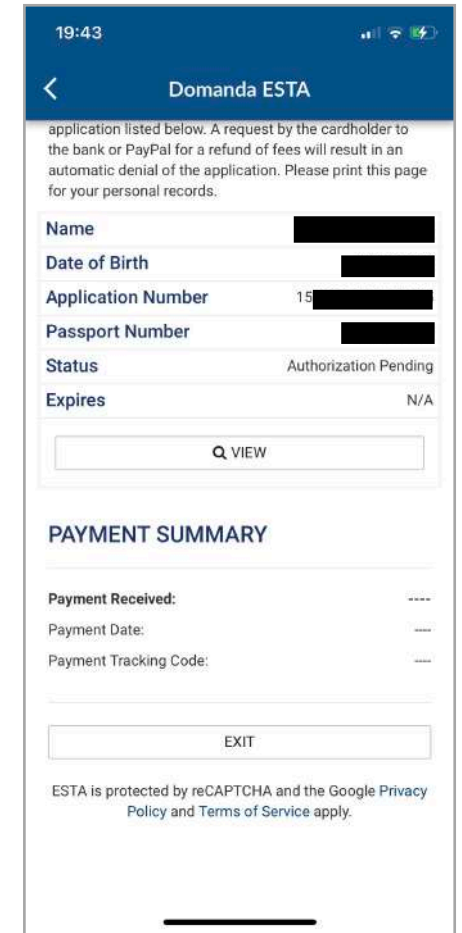 19:43
Domanda ESTA
application listed below. A request by the cardholder to
the bank or PayPal for a refund of fees will result in an
automatic denial of the application. Please print this page
for your personal records.
Name
Date of Birth
Application Number 15
Passport Number
Status Authorization Pending
Expires N/A
VIEW
PAYMENT SUMMARY
Payment Received: ----
Payment Date: ----
Payment Tracking Code: ----
EXIT
ESTA is protected by reCAPTCHA and the Google Privacy
Policy and Terms of Service apply.